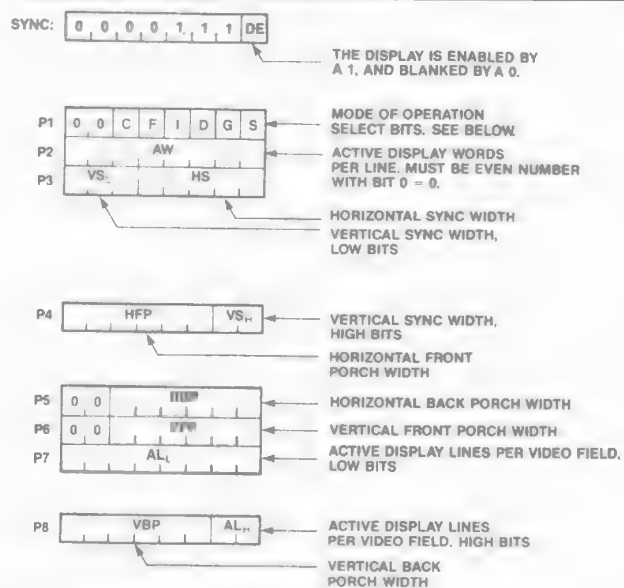 SYNC: 0 0 0 0 1 1 1 DE
THE DISPLAY IS ENABLED BY
A 1, AND BLANKED BY A 0.
P1 0 0 C F I D G S
MODE OF OPERATION
SELECT BITS. SEE BELOW.
P2 AW
ACTIVE DISPLAY WORDS
PER LINE. MUST BE EVEN NUMBER
WITH BIT 0 = 0.
P3 VSL HS
HORIZONTAL SYNC WIDTH
VERTICAL SYNC WIDTH,
LOW BITS
P4 HFP VSH
VERTICAL SYNC WIDTH,
HIGH BITS
HORIZONTAL FRONT
PORCH WIDTH
P5 0 0
HORIZONTAL BACK PORCH WIDTH
P6 0 0
VERTICAL FRONT PORCH WIDTH
P7 ALL
ACTIVE DISPLAY LINES PER VIDEO FIELD,
LOW BITS
P8 VBP ALH
ACTIVE DISPLAY LINES
PER VIDEO FIELD. HIGH BITS
VERTICAL BACK
PORCH WIDTH